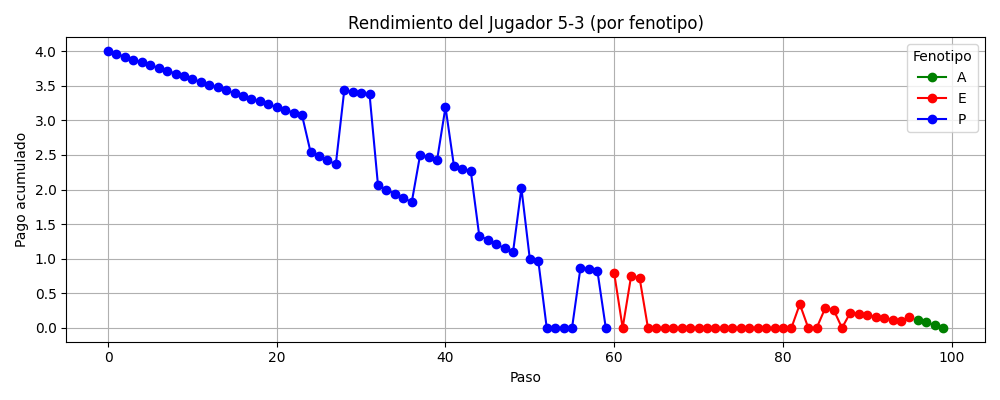 Rendimiento del Jugador 5-3 (por fenotipo)
Pago acumulado
4.0
3.5
3.0
2.5
2.0
1.5
1.0
0.5
0.0
0
20
40
60
80
100
Paso
Fenotipo
A
E
P